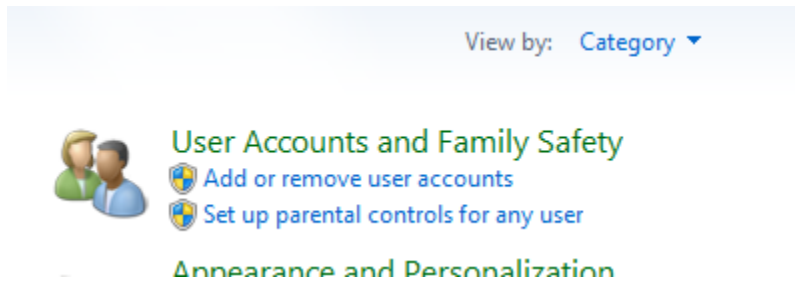 View by: Category
User Accounts and Family Safety
Add or remove user accounts
Set up parental controls for any user
Appearance and Personalization